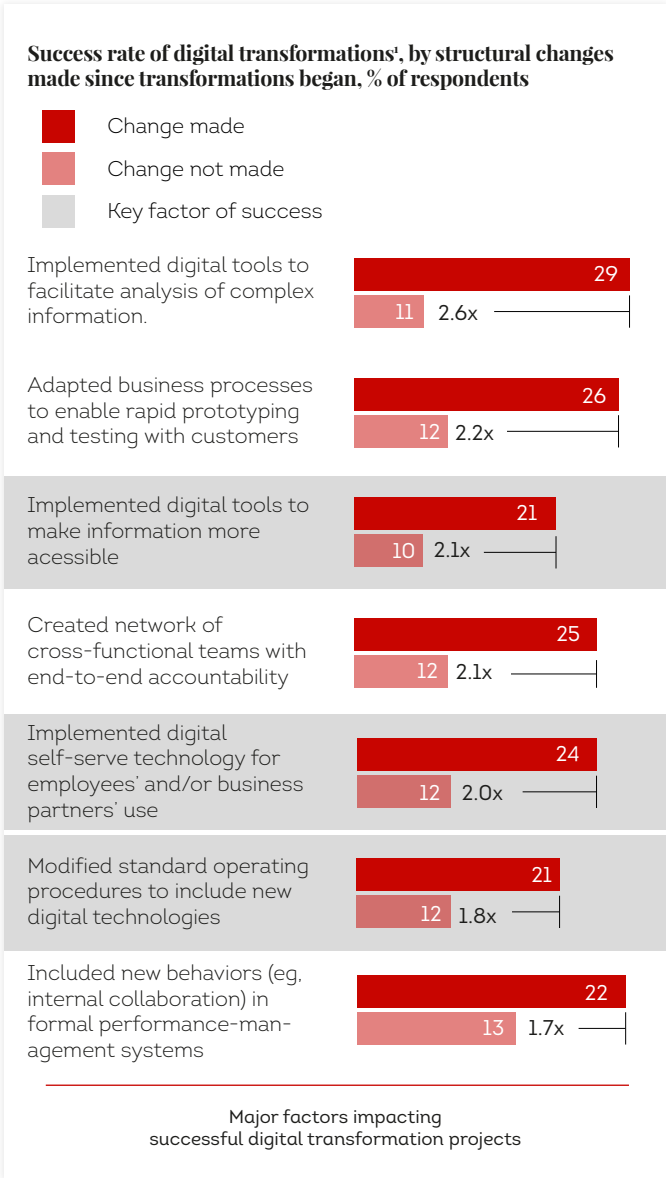 Success rate of digital transformations¹, by structural changes
made since transformations began, % of respondents
Change made
Change not made
Key factor of success
Implemented digital tools to
facilitate analysis of complex
information.
29
11 2.6x
Adapted business processes
to enable rapid prototyping
and testing with customers
26
12 2.2x
Implemented digital tools to
make information more
acessible
21
10 2.1x
Created network of
cross-functional teams with
end-to-end accountability
25
12 2.1x
Implemented digital
self-serve technology for
employees' and/or business
partners' use
24
12 2.0x
Modified standard operating
procedures to include new
digital technologies
21
12 1.8x
Included new behaviors (eg,
internal collaboration) in
formal performance-man-
agement systems
22
13 1.7x
Major factors impacting
successful digital transformation projects